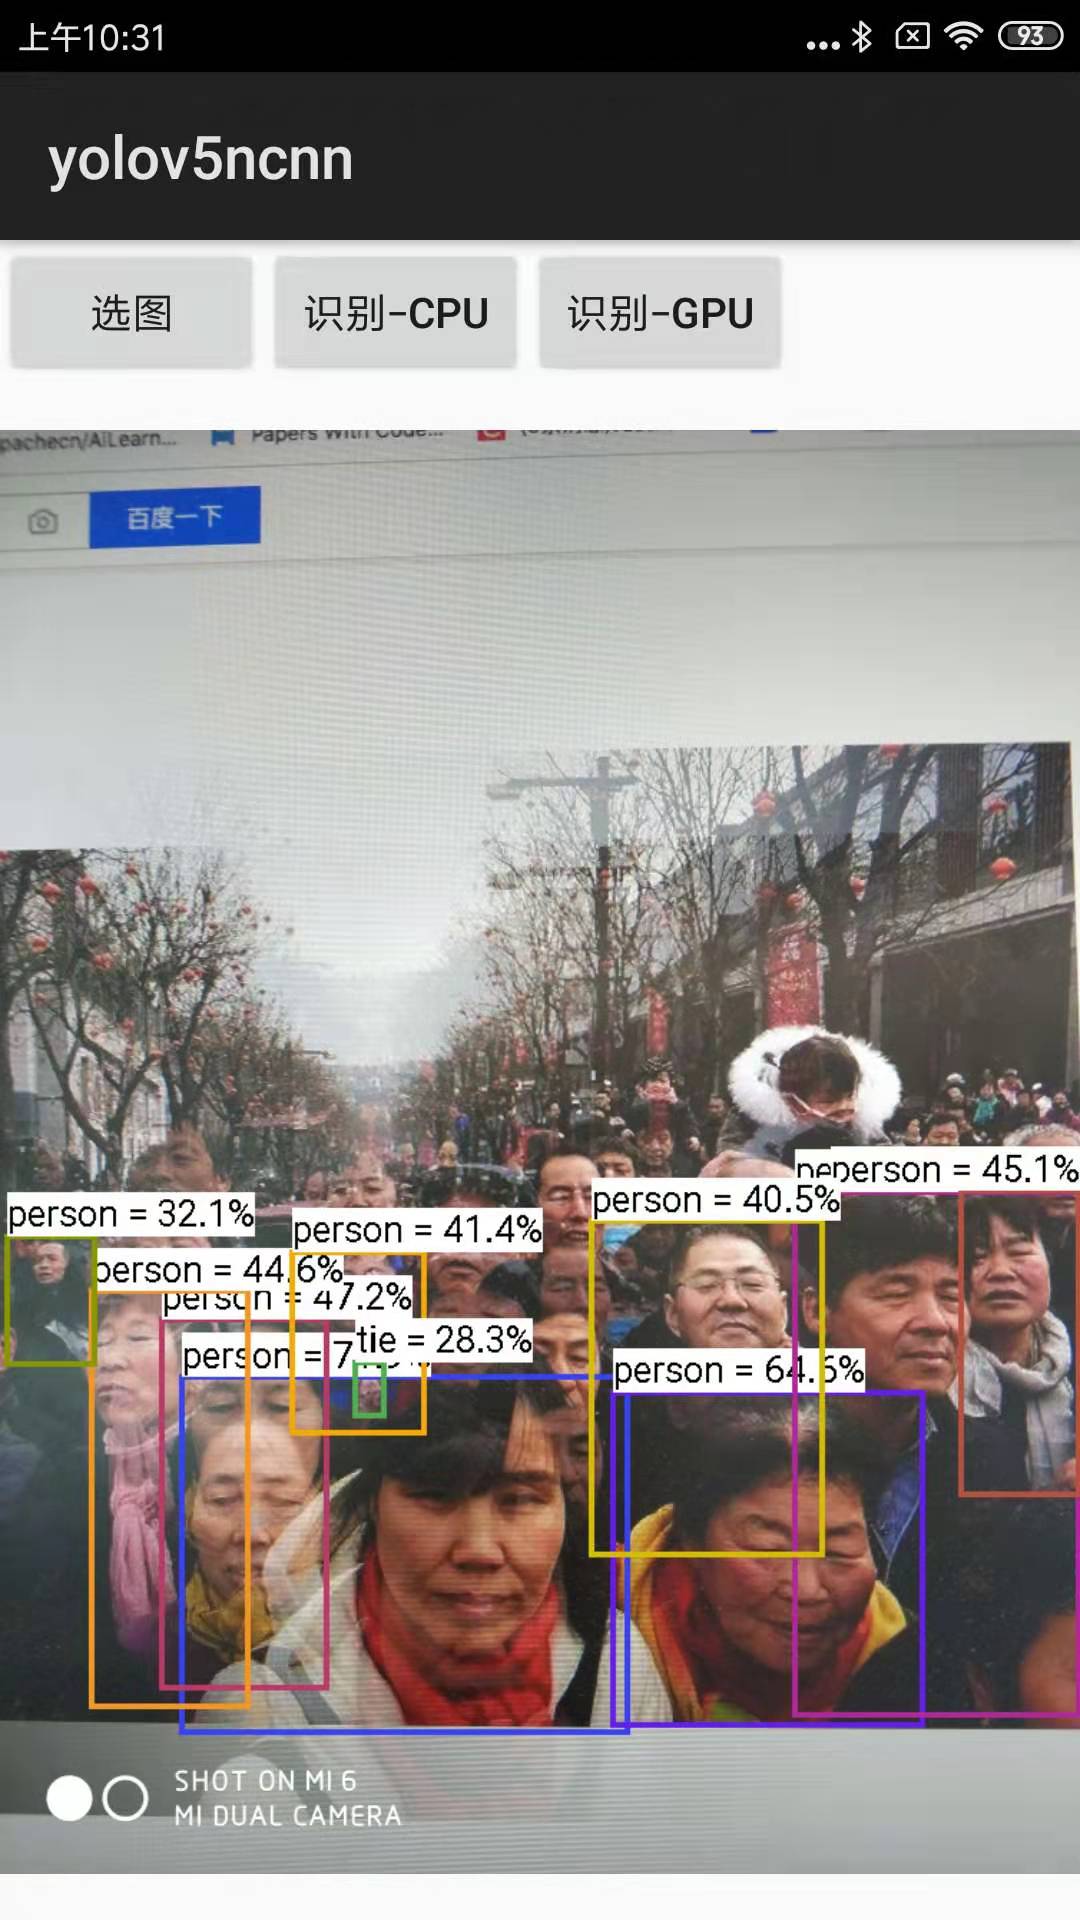 上午10:31
93
yolov5ncnn
选图
识别-CPU
识别-GPU
pachecn/AiLearn...
Papers With Code...
百度一下
person = 45.1%
person = 40.5%
person = 32.1%
person = 41.4%
person = 44.6%
person = 47.2%
tie = 28.3%
person = 7
person = 64.6%
SHOT ON MI 6
MI DUAL CAMERA